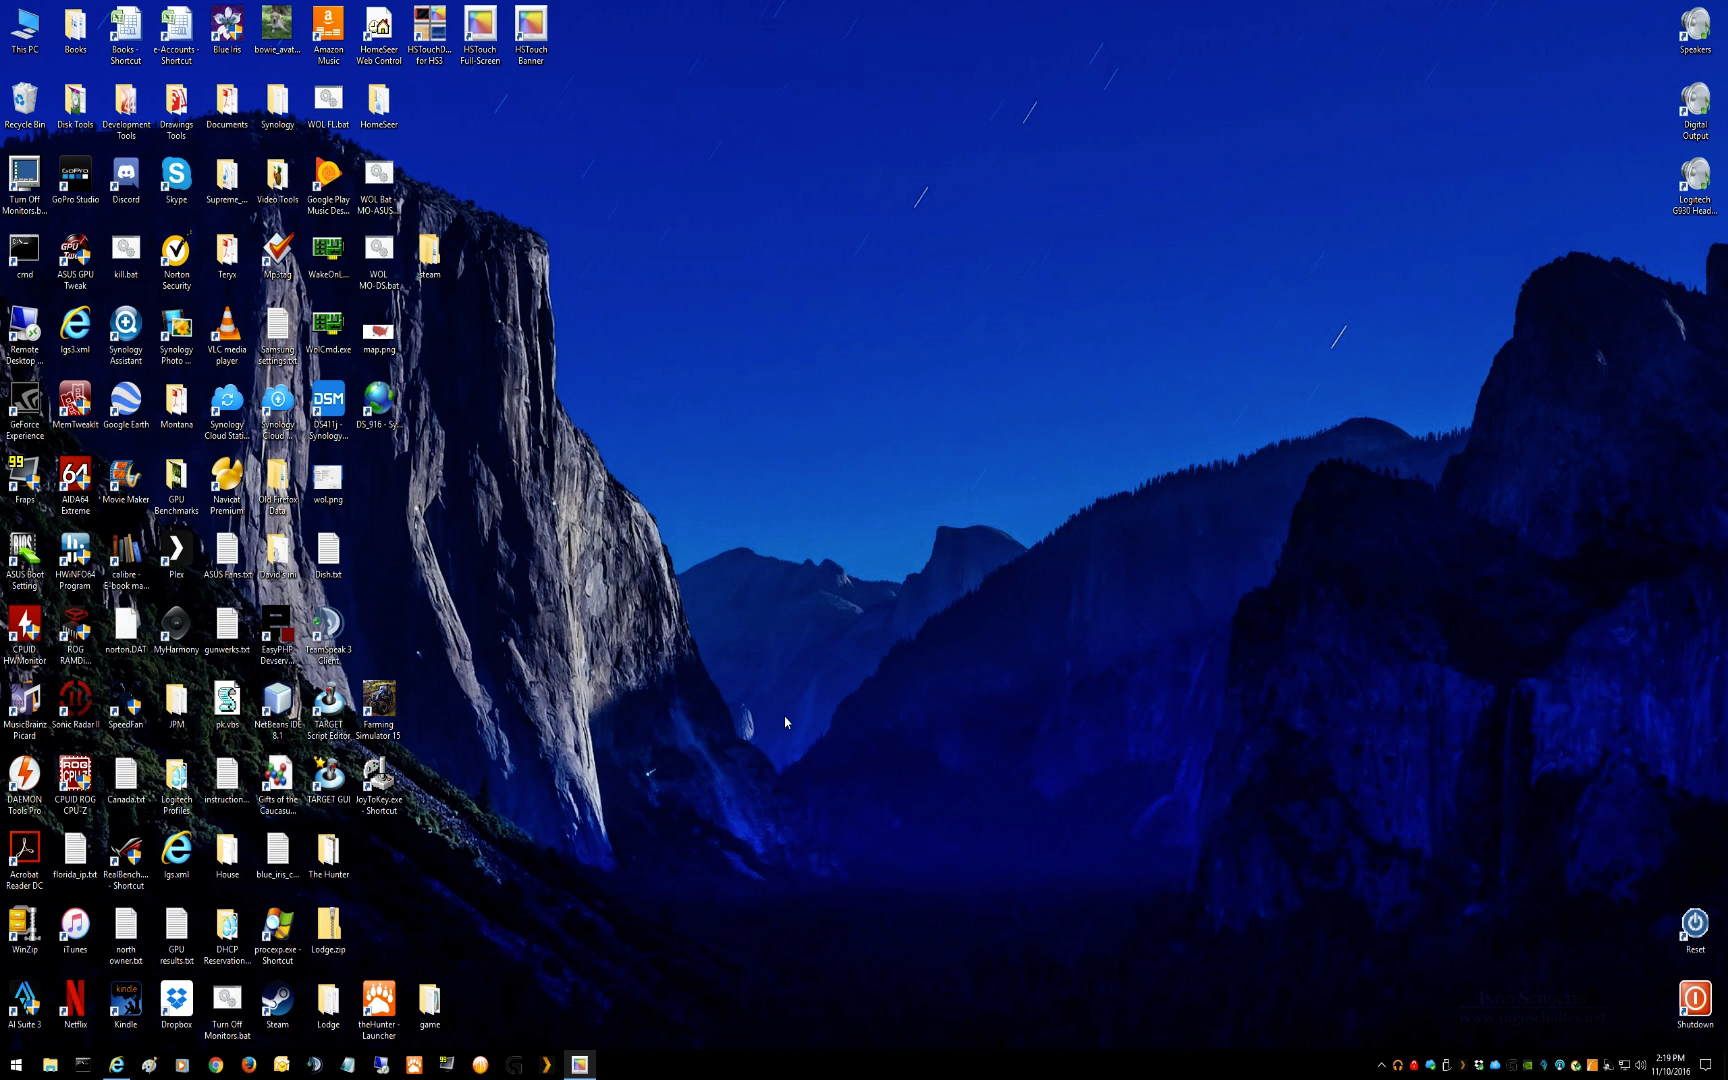 This PC
Books
Books -
Shortcut
e-Accounts -
Shortcut
Blue Iris
bowie_avat...
Amazon
Music
HomeSeer
Web Control
HSTouchD...
for HS3
HSTouch
Full-Screen
HSTouch
Banner
Speakers
Recycle Bin
Disk Tools
Development
Tools
Drawings
Tools
Documents
Synology
WOL FL.bat
HomeSeer
Digital
Output
Turn Off
Monitors.b...
GoPro
GoPro Studio
Discord
Skype
Supreme_...
Video Tools
Google Play
Music Des...
WOL Bat -
MO-ASUS...
Logitech
G930 Head...
cmd
ASUS GPU
Tweak
kill.bat
Norton
Security
Teryx
Mp3tag
WakeOnL...
WOL
MO-DS.bat
steam
Remote
Desktop ...
lgs3.xml
Synology
Assistant
Synology
Photo ...
VLC media
player
Samsung
settings.txt
WolCmd.exe
map.png
GeForce
Experience
MemTweakIt
Google Earth
Montana
Synology
Cloud Stati...
Synology
Cloud ...
DSM
DS411j -
Synology...
DS_916 - Sy...
99
Fraps
64
AIDA64
Extreme
Movie Maker
GPU
Benchmarks
Navicat
Premium
Old Firefox
Data
wol.png
BIOS
ASUS Boot
Setting
HWiNFO64
Program
calibre -
E-book ma...
Plex
ASUS Fans.txt
David's ini
Dish.txt
CPUID
HWMonitor
ROG
RAMDi...
norton.DAT
MyHarmony
gunwerks.txt
EasyPHP
Devserv...
TeamSpeak 3
Client
MusicBrainz
Picard
Sonic Radar II
SpeedFan
JPM
pk.vbs
NetBeans IDE
8.1
TARGET
Script Editor
Farming
Simulator 15
DAEMON
Tools Pro
ROG
CPU-Z
CPUID ROG
CPU-Z
Canada.txt
Logitech
Profiles
instruction...
Gifts of the
Caucasu...
TARGET GUI
JoyToKey.exe
- Shortcut
Acrobat
Reader DC
florida_ip.txt
RealBench....
- Shortcut
lgs.xml
House
blue_iris_c...
The Hunter
WinZip
iTunes
north
owner.txt
GPU
results.txt
DHCP
Reservation...
procexp.exe -
Shortcut
Lodge.zip
Reset
AI Suite 3
Netflix
kindle
Kindle
Dropbox
Turn Off
Monitors.bat
Steam
Lodge
theHunter -
Launcher
game
Shutdown
2:19 PM
11/10/2016